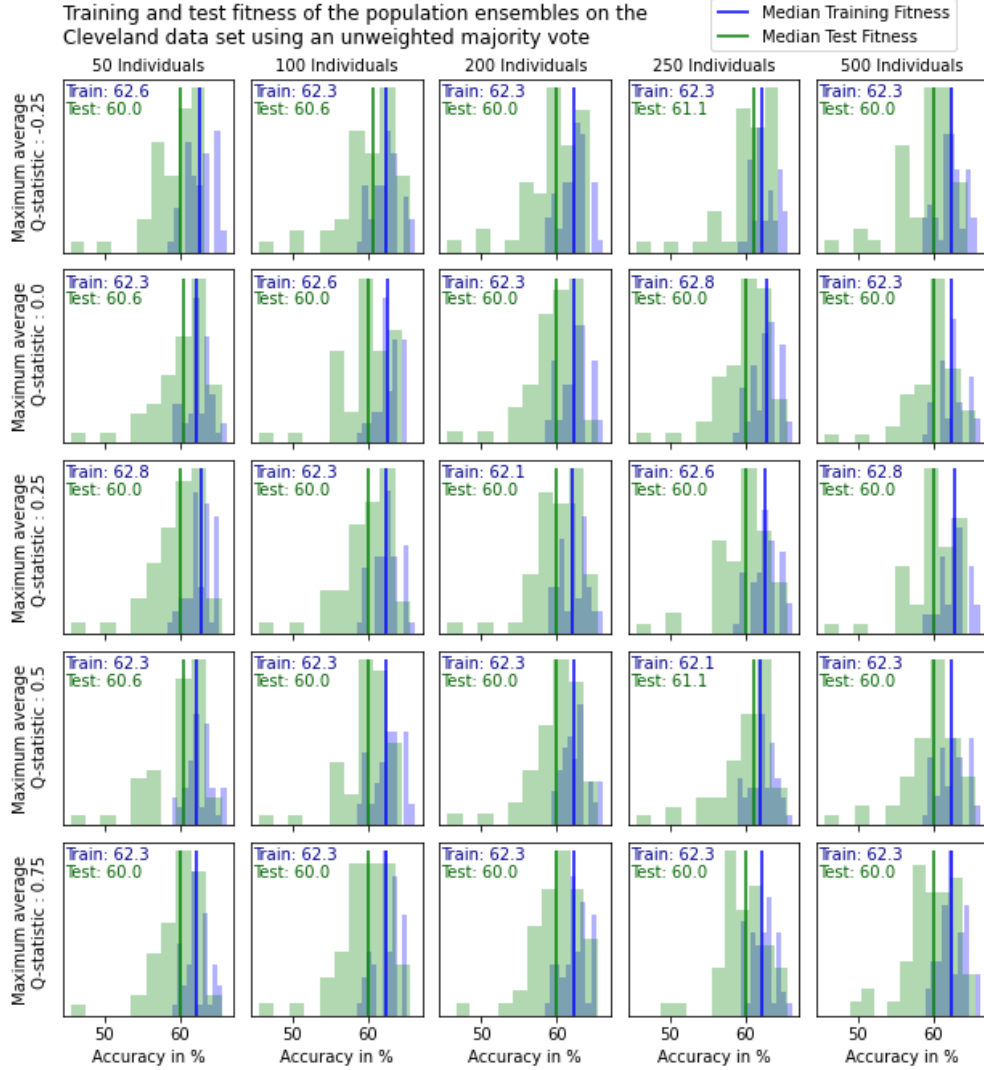 Training and test fitness of the population ensembles on the
Cleveland data set using an unweighted majority vote
Median Training Fitness
Median Test Fitness
50 Individuals
100 Individuals
200 Individuals
250 Individuals
500 Individuals
Maximum average
Q-statistic : -0.25
Train: 62.6
Test: 60.0
Train: 62.3
Test: 60.6
Train: 62.3
Test: 60.0
Train: 62.3
Test: 61.1
Train: 62.3
Test: 60.0
Maximum average
Q-statistic : 0.0
Train: 62.3
Test: 60.6
Train: 62.6
Test: 60.0
Train: 62.3
Test: 60.0
Train: 62.8
Test: 60.0
Train: 62.3
Test: 60.0
Maximum average
Q-statistic : 0.25
Train: 62.8
Test: 60.0
Train: 62.3
Test: 60.0
Train: 62.1
Test: 60.0
Train: 62.6
Test: 60.0
Train: 62.8
Test: 60.0
Maximum average
Q-statistic : 0.5
Train: 62.3
Test: 60.6
Train: 62.3
Test: 60.0
Train: 62.3
Test: 60.0
Train: 62.1
Test: 61.1
Train: 62.3
Test: 60.0
Maximum average
Q-statistic : 0.75
Train: 62.3
Test: 60.0
Train: 62.3
Test: 60.0
Train: 62.3
Test: 60.0
Train: 62.3
Test: 60.0
Train: 62.3
Test: 60.0
50 60
50 60
50 60
50 60
50 60
Accuracy in %
Accuracy in %
Accuracy in %
Accuracy in %
Accuracy in %